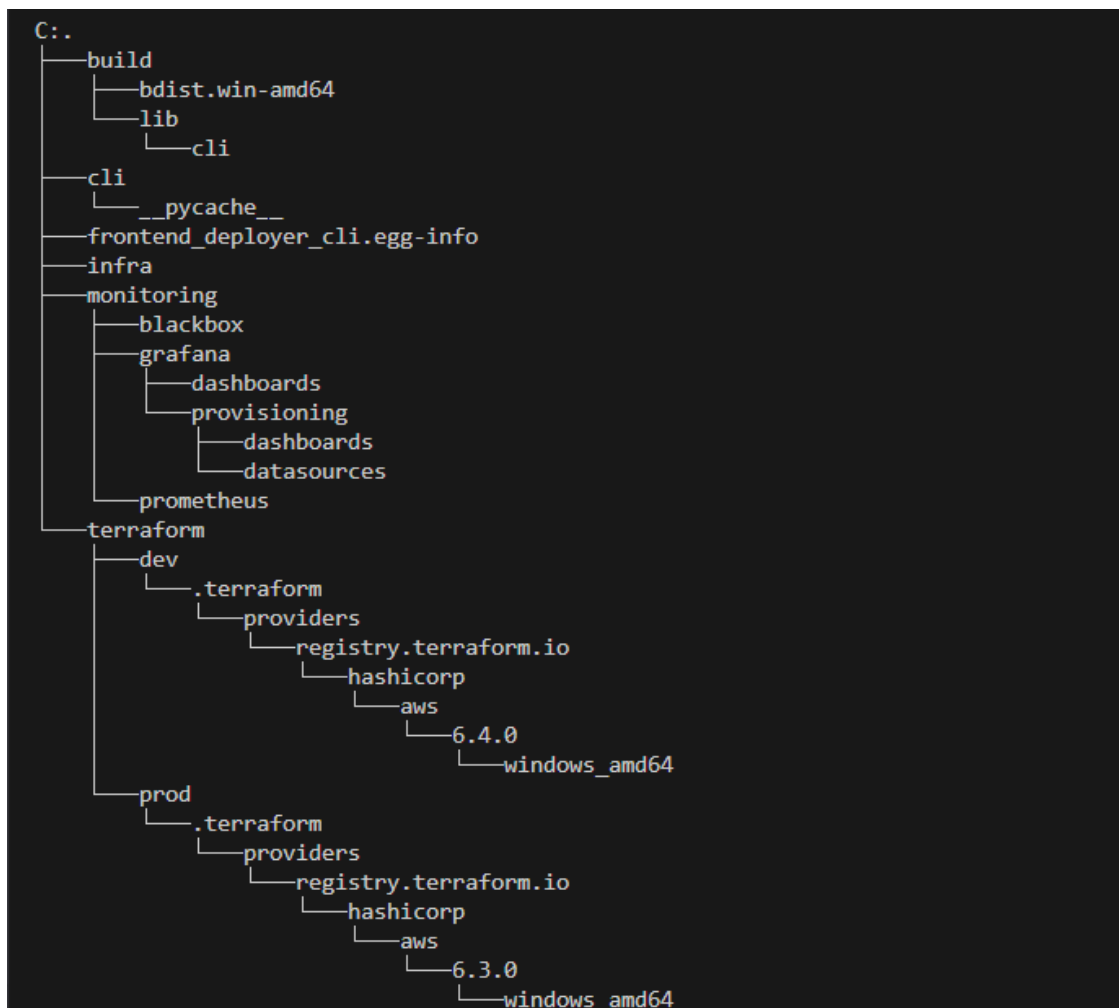 C:.
build
bdist.win-amd64
lib
cli
cli
__pycache__
frontend_deployer_cli.egg-info
infra
monitoring
blackbox
grafana
dashboards
provisioning
dashboards
datasources
prometheus
terraform
dev
.terraform
providers
registry.terraform.io
hashicorp
aws
6.4.0
windows_amd64
prod
.terraform
providers
registry.terraform.io
hashicorp
aws
6.3.0
windows_amd64